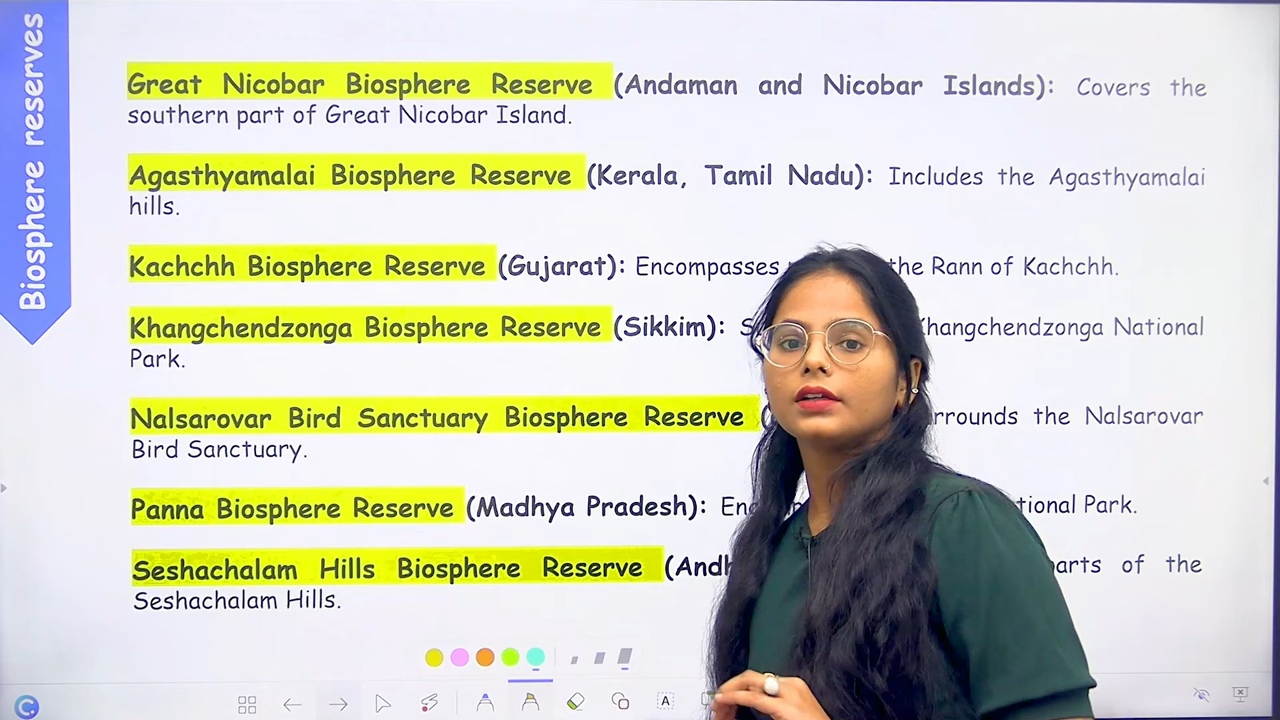 Biosphere reserves
Great Nicobar Biosphere Reserve (Andaman and Nicobar Islands): Covers the
southern part of Great Nicobar Island.
Agasthyamalai Biosphere Reserve (Kerala, Tamil Nadu): Includes the Agasthyamalai
hills.
Kachchh Biosphere Reserve (Gujarat): Encompasses the Rann of Kachchh.
Khangchendzonga Biosphere Reserve (Sikkim): Khangchendzonga National
Park.
Nalsarovar Bird Sanctuary Biosphere Reserve the Nalsarovar
Bird Sanctuary.
Panna Biosphere Reserve (Madhya Pradesh): Park.
Seshachalam Hills Biosphere Reserve of the
Seshachalam Hills.
A